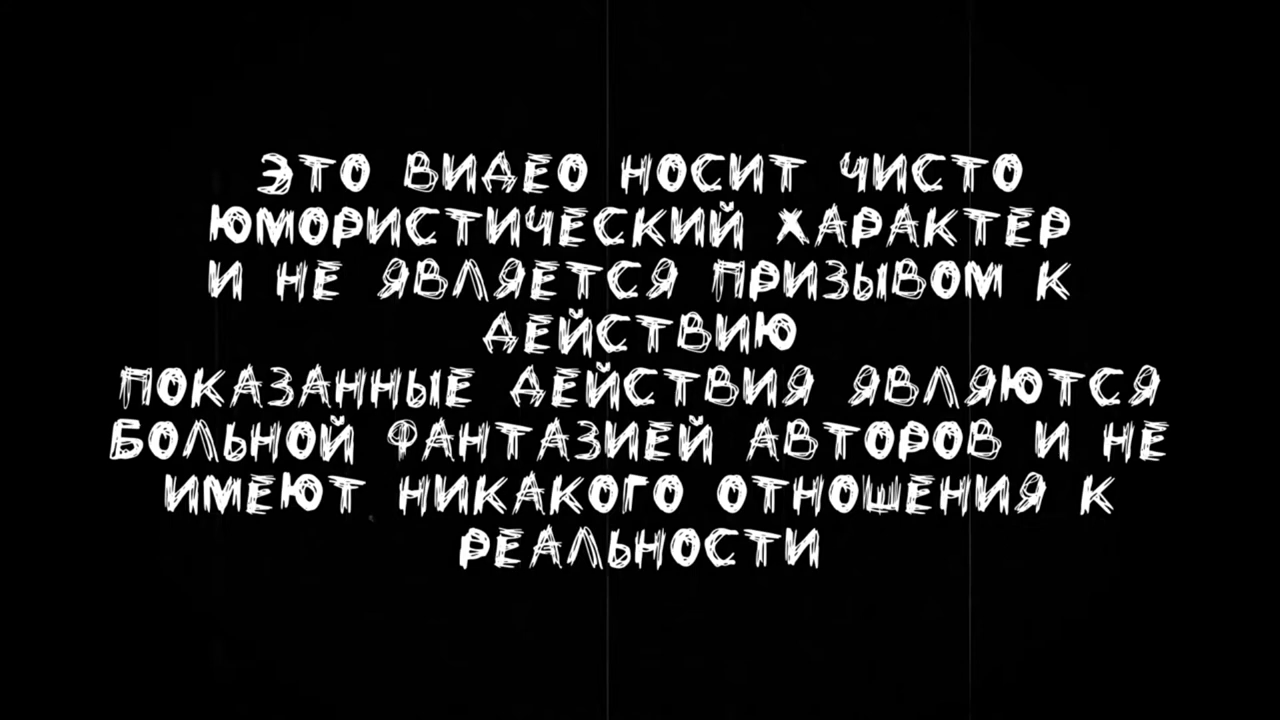 ЭТО ВИДЕО НОСИТ ЧИСТО
ЮМОРИСТИЧЕСКИЙ ХАРАКТЕР
И НЕ ЯВЛЯЕТСЯ ПРИЗЫВОМ К
ДЕЙСТВИЮ
ПОКАЗАННЫЕ ДЕЙСТВИЯ ЯВЛЯЮТСЯ
БОЛЬНОЙ ФАНТАЗИЕЙ АВТОРОВ И НЕ
ИМЕЮТ НИКАКОГО ОТНОШЕНИЯ К
РЕАЛЬНОСТИ